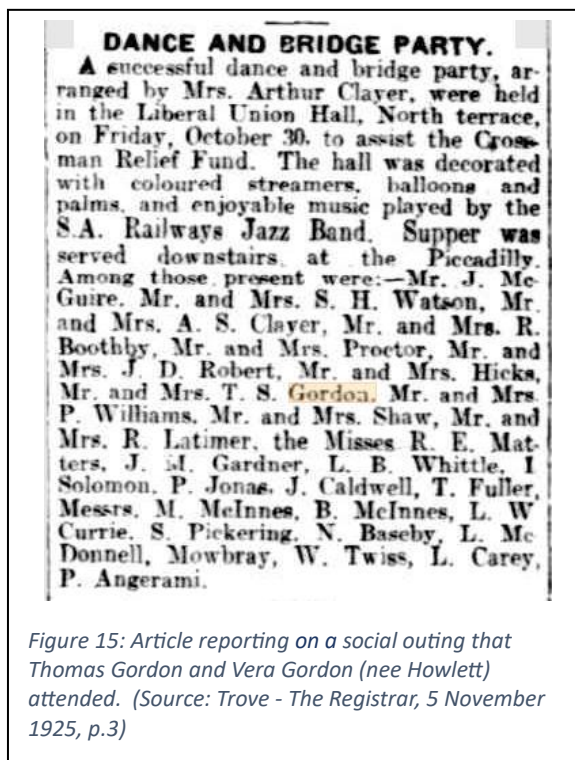 DANCE AND BRIDGE PARTY.
A successful dance and bridge party, ar-
ranged by Mrs. Arthur Clayer, were held
in the Liberal Union Hall, North terrace,
on Friday, October 30. to assist the Cross-
man Relief Fund. The hall was decorated
with coloured streamers, balloons and
palms, and enjoyable music played by the
S.A. Railways Jazz Band. Supper was
served downstairs at the Piccadilly.
Among those present were:—Mr. J. Mc-
Guire, Mr. and Mrs. S. H. Watson, Mr.
and Mrs. A. S. Clayer, Mr. and Mrs. R.
Boothby, Mr. and Mrs. Proctor, Mr. and
Mrs. J. D. Robert, Mr. and Mrs. Hicks,
Mr. and Mrs. T. S. Gordon, Mr. and Mrs.
P. Williams, Mr. and Mrs. Shaw, Mr. and
Mrs. R. Latimer, the Misses R. E. Mat-
ters, J. M. Gardner, L. B. Whittle, I
Solomon, P. Jonas, J. Caldwell, T. Fuller,
Messrs. M. McInnes, B. McInnes, L. W
Currie, S. Pickering, N. Baseby, L. Mc
Donnell, Mowbray, W. Twiss, L. Carey,
P. Angerami.
Figure 15: Article reporting on a social outing that
Thomas Gordon and Vera Gordon (nee Howlett)
attended. (Source: Trove - The Registrar, 5 November
1925, p.3)